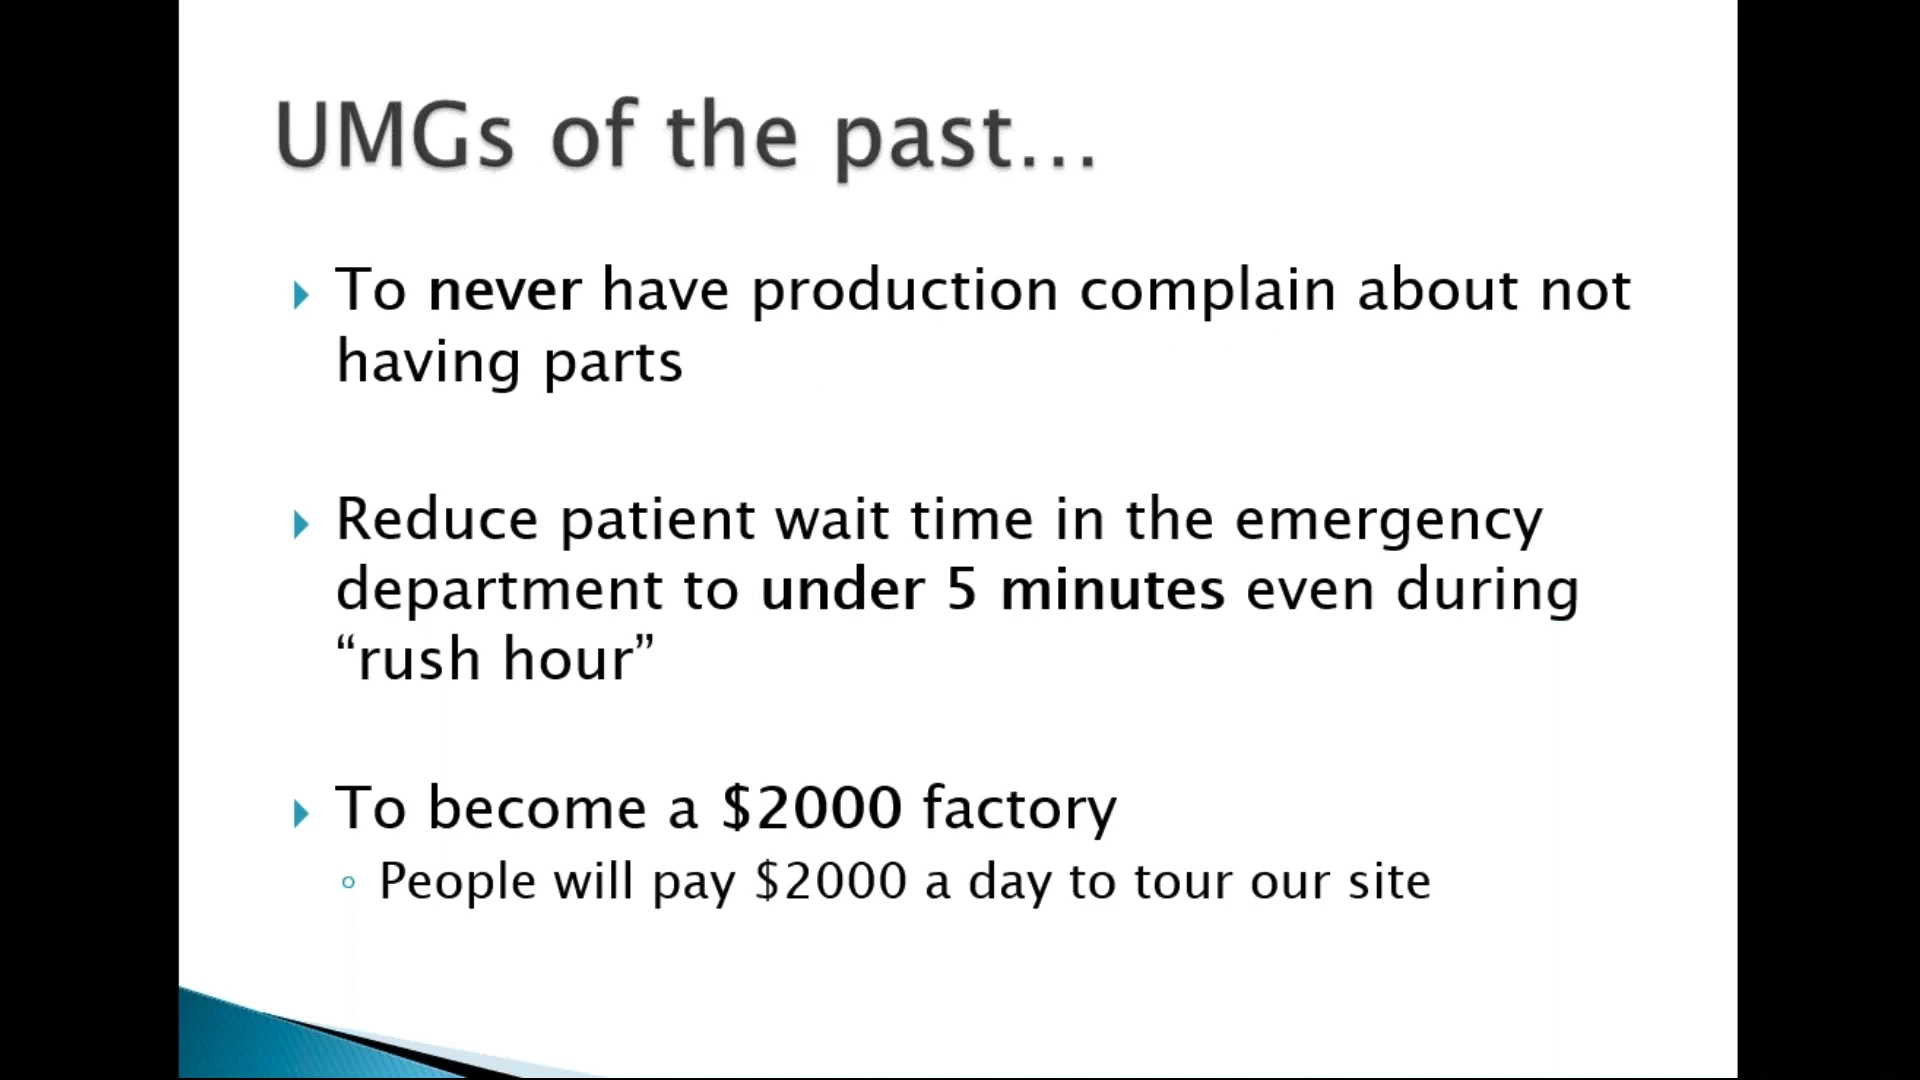 UMGs of the past...
To never have production complain about not
having parts
Reduce patient wait time in the emergency
department to under 5 minutes even during
“rush hour”
To become a $2000 factory
People will pay $2000 a day to tour our site